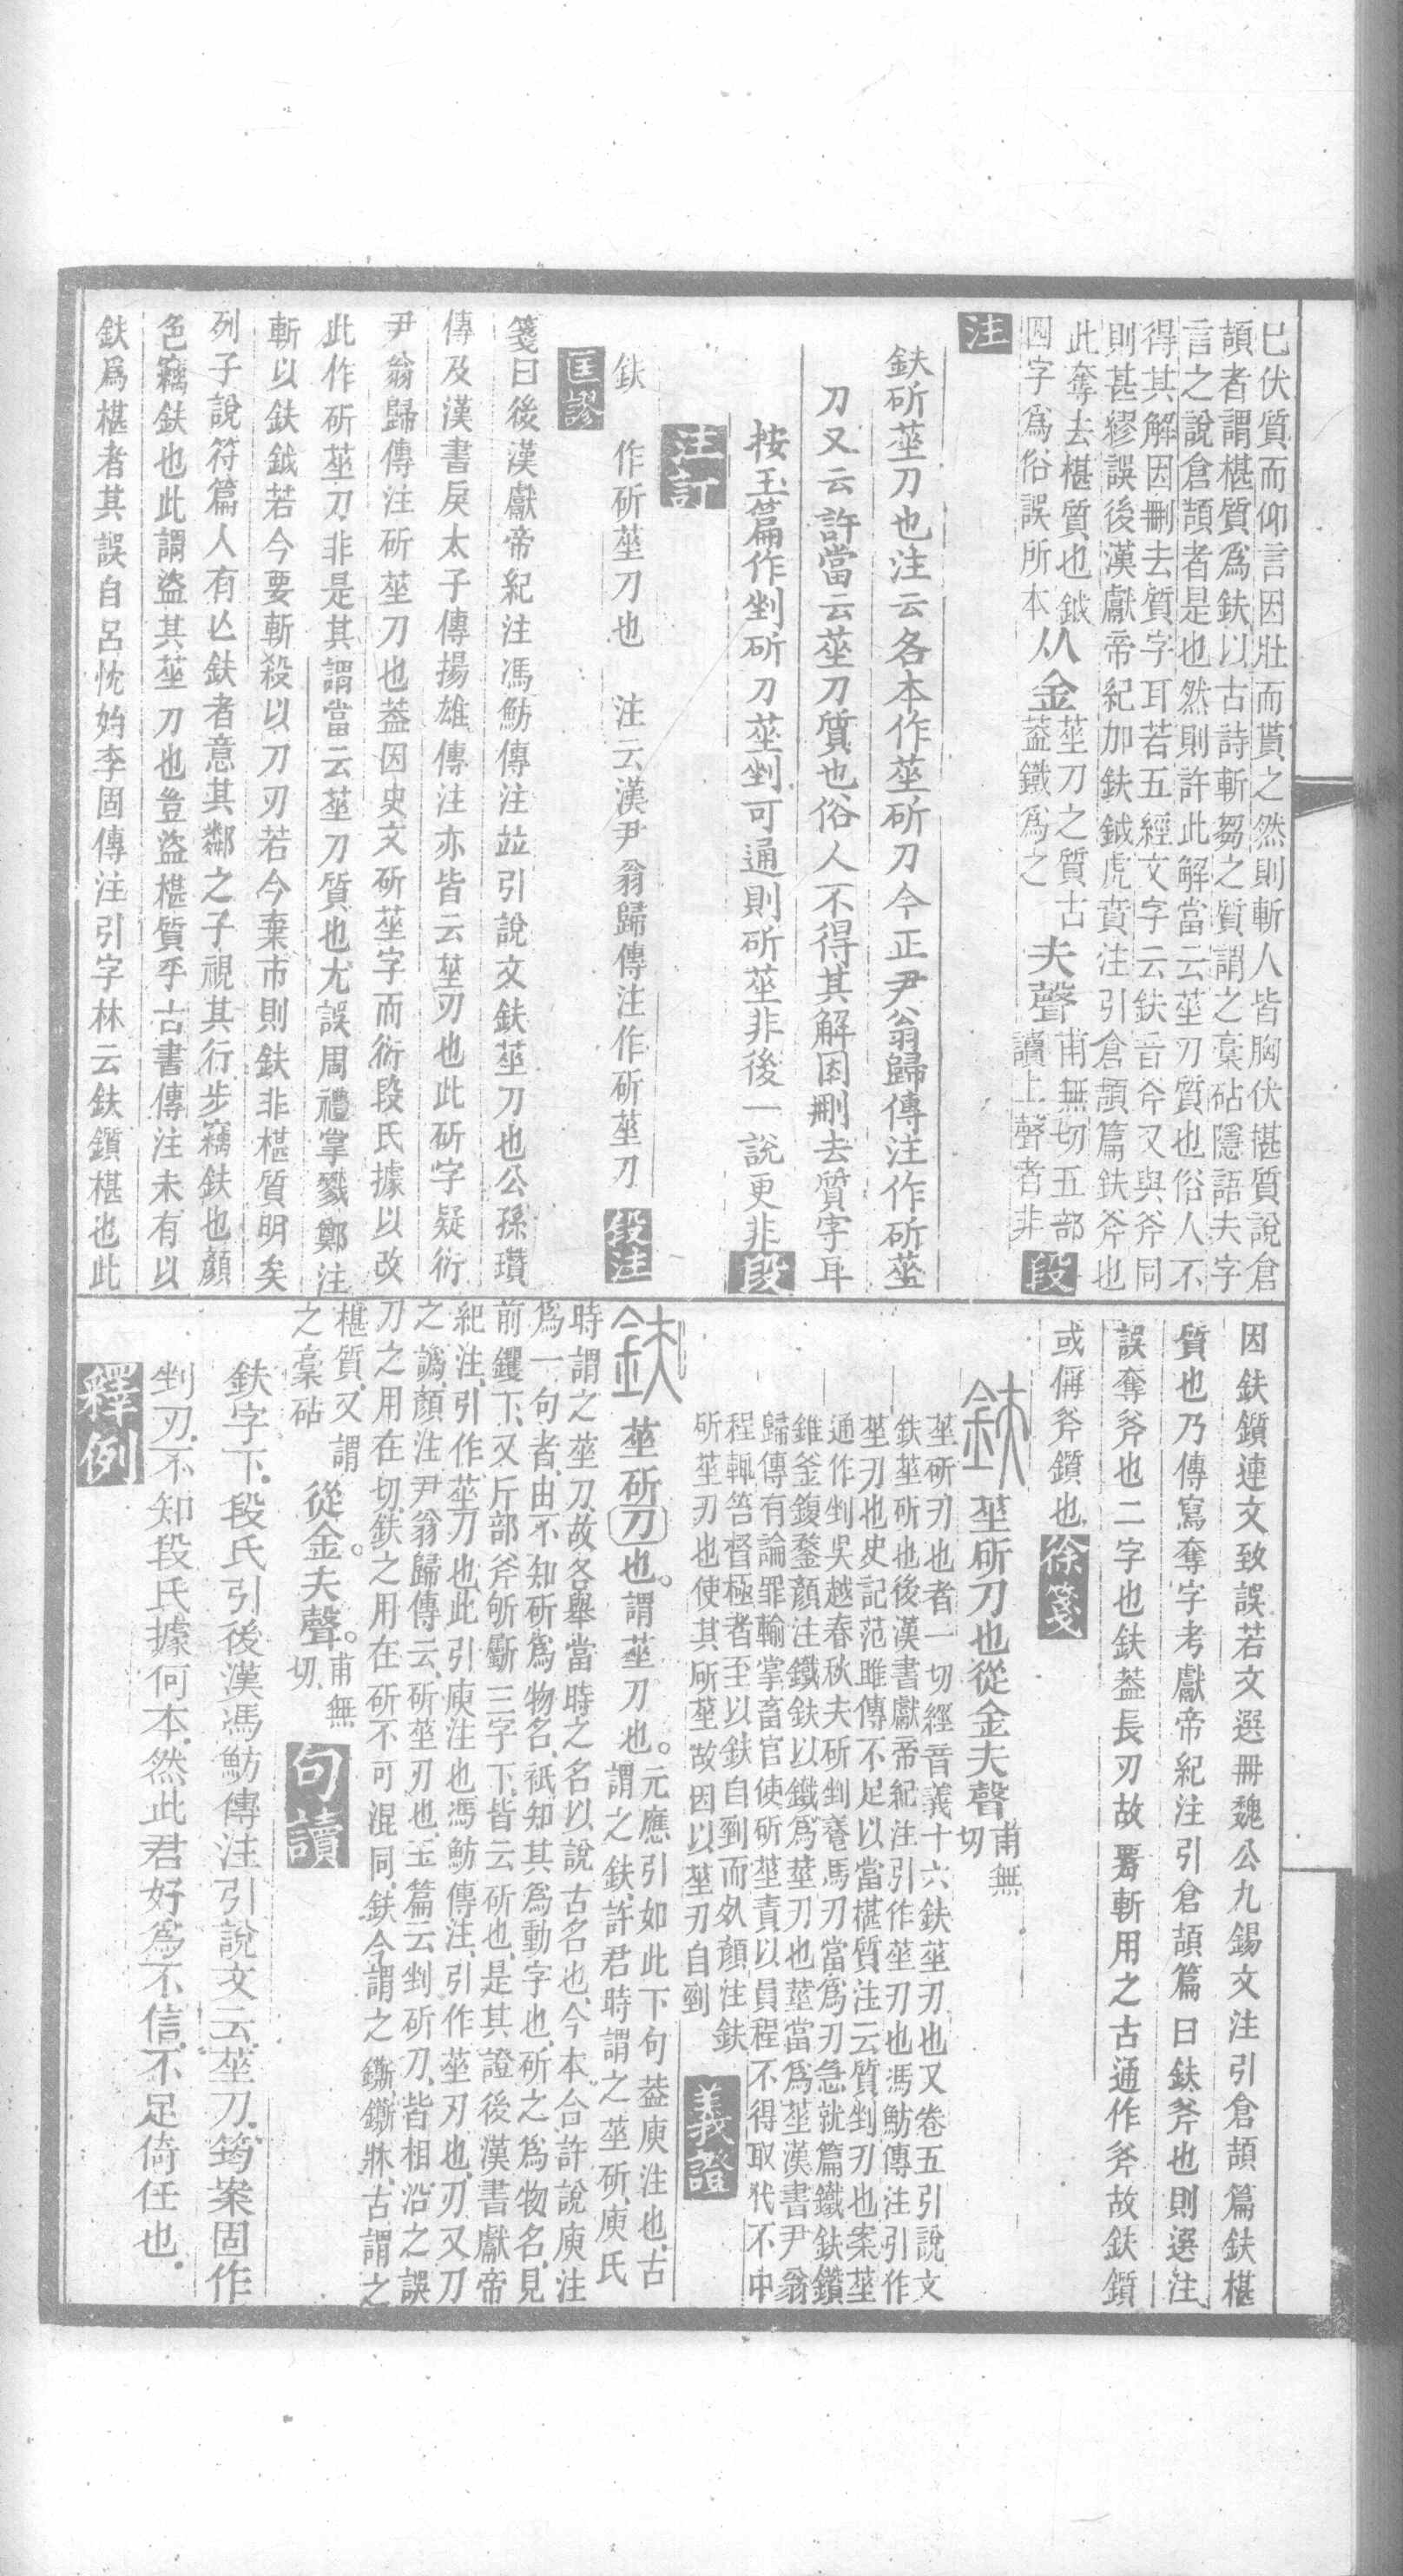 已伏質而仰言因壯而貰之然則斬人皆胸伏椹質說倉
頡者謂椹質爲鈇以古詩斬芻之質謂之藁砧隱語夫字
言之說倉頡者是也然則許此解當云莝刃質也俗人不
得其解因刪去質字耳若五經文字云鈇音斧又與斧同
則甚繆誤後漢獻帝紀加鈇鉞虎賁注引倉頡篇鈇斧也
此奪去椹質也鉞
四字爲俗誤所本从金莝刀之質古
葢鐵爲之夫聲甫無切五部
讀上聲者非段
注
鈇斫莝刀也注云各本作莝斫刀今正尹翁歸傳注作斫莝
刀又云許當云莝刀質也俗人不得其解因刪去質字耳
按玉篇作剉斫刀莝剉可通則斫莝非後一說更非段
注訂
鈇　作斫莝刀也　注云漢尹翁歸傳注作斫莝刀　段注
匡謬
箋曰後漢獻帝紀注馮魴傳注竝引說文鈇莝刀也公孫瓚
傳及漢書戾太子傳揚雄傳注亦皆云莝刃也此斫字疑衍
尹翁歸傳注斫莝刀也葢因史文斫莝字而衍段氏據以改
此作斫莝刀非是其謂當云莝刀質也尤誤周禮掌戮鄭注
斬以鈇鉞若今要斬殺以刀刃若今棄市則鈇非椹質明矣
列子說符篇人有亾鈇者意其鄰之子視其行步竊鈇也顏
色竊鈇也此謂盜其莝刀也豈盜椹質乎古書傳注未有以
鈇爲椹者其誤自呂忱始李固傳注引字林云鈇鑕椹也此
因鈇鑕連文致誤若文選冊魏公九錫文注引倉頡篇鈇椹
質也乃傳寫奪字考獻帝紀注引倉頡篇曰鈇斧也則選注
誤奪斧也二字也鈇葢長刃故畧斬用之古通作斧故鈇鑕
或偁斧鑕也徐箋
鈇莝斫刀也從金夫聲甫無
切
莝斫刃也者一切經音義十六鈇莝刃也又卷五引說文
鈇莝斫也後漢書獻帝紀注引作莝刃也馮魴傳注引作
莝刃也史記范雎傳不足以當椹質注云質剉刃也案莝
通作剉吳越春秋夫斫剉養馬刀當爲刃急就篇鐵鈇鑽
錐釜鍑鍪顏注鐵鈇以鐵爲莝刀也莝當爲莝漢書尹翁
歸傳有論罪輸掌畜官使斫莝責以員程不得取代不中
程輒笞督極者至以鈇自剄而死顏注鈇
斫莝刃也使其斫莝故因以莝刃自剄　義證
鈇莝斫刀也。謂莝刀也。元應引如此下句葢庾注也古
謂之鈇許君時謂之莝斫庾氏
時謂之莝刀故各舉當時之名以說古名也今本合許說庾注
爲一句者由不知斫爲物名祇知其爲動字也斫之爲物名見
前钁下又斤部斧斪斸三字下皆云斫也是其證後漢書獻帝
紀注引作莝刀也此引庾注也馮魴傳注引作莝刃也刃又刀
之譌顏注尹翁歸傳云斫莝刃也玉篇云剉斫刀皆相沿之誤
刀之用在切鈇之用在斫不可混同鈇今謂之鐁鐁牀古謂之
椹質又謂
之藁砧從金。夫聲。甫無
切句讀
鈇字下段氏引後漢馮魴傳注引說文云莝刀筠案固作
剉刃不知段氏據何本然此君好爲不信不足倚任也
釋例